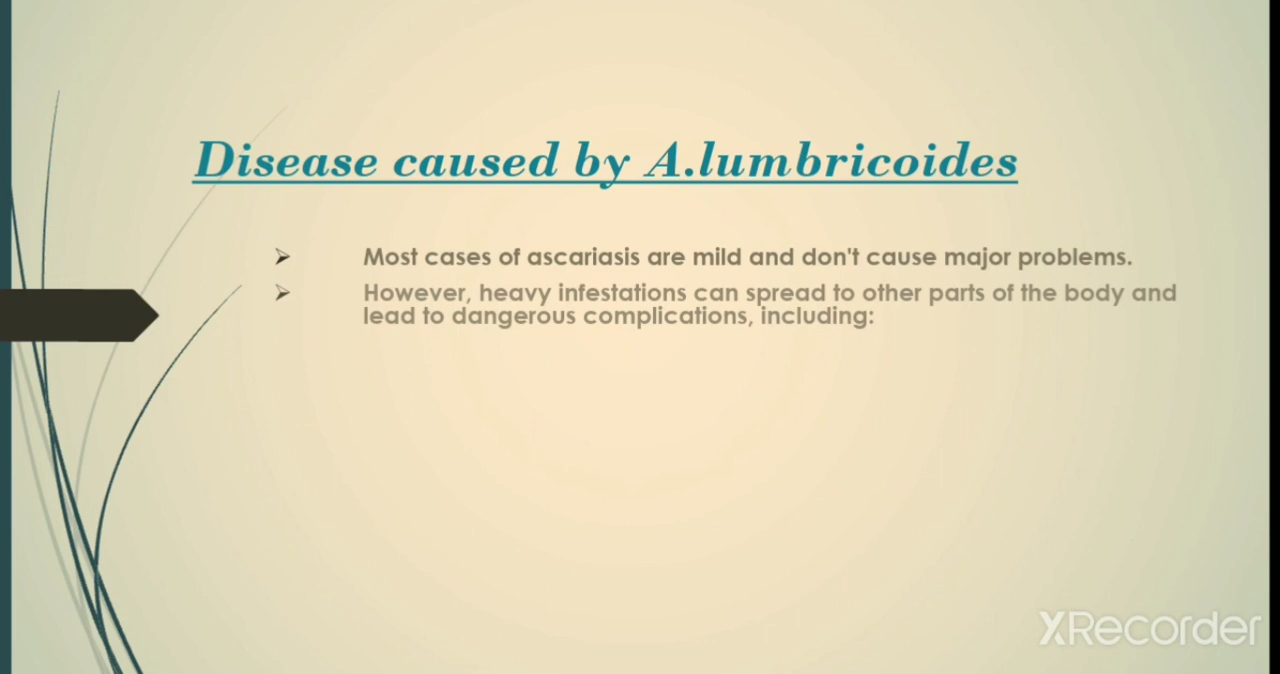 Disease caused by A.lumbricoides
Most cases of ascariasis are mild and don't cause major problems.
However, heavy infestations can spread to other parts of the body and
lead to dangerous complications, including:
XRecorder